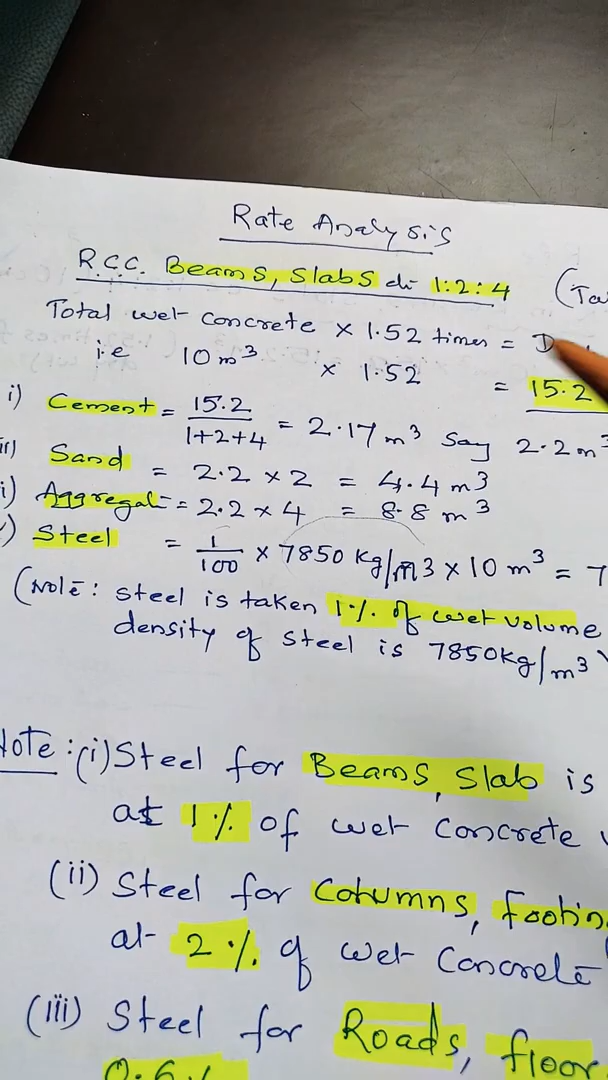 Rate Analysis
R.C.C. Beams, Slabs in 1:2:4 (Ta
Total wet concrete × 1.52 times = D
i.e 10 m³ × 1.52 = 15.2
i) Cement = 15.2/1+2+4 = 2.17 m³ Say 2.2 m³
ii) Sand = 2.2 × 2 = 4.4 m³
i) Aggregate = 2.2 × 4 = 8.8 m³
) Steel = 1/100 × 7850 kg/m3 × 10 m³ = 7
(Note: Steel is taken 1% of wet volume
density of steel is 7850kg/m³)
Note: (i) Steel for Beams, Slab is
at 1% of wet concrete
(ii) Steel for Columns, footin
at 2% of wet concrete
(iii) Steel for Roads, floor
0.6%